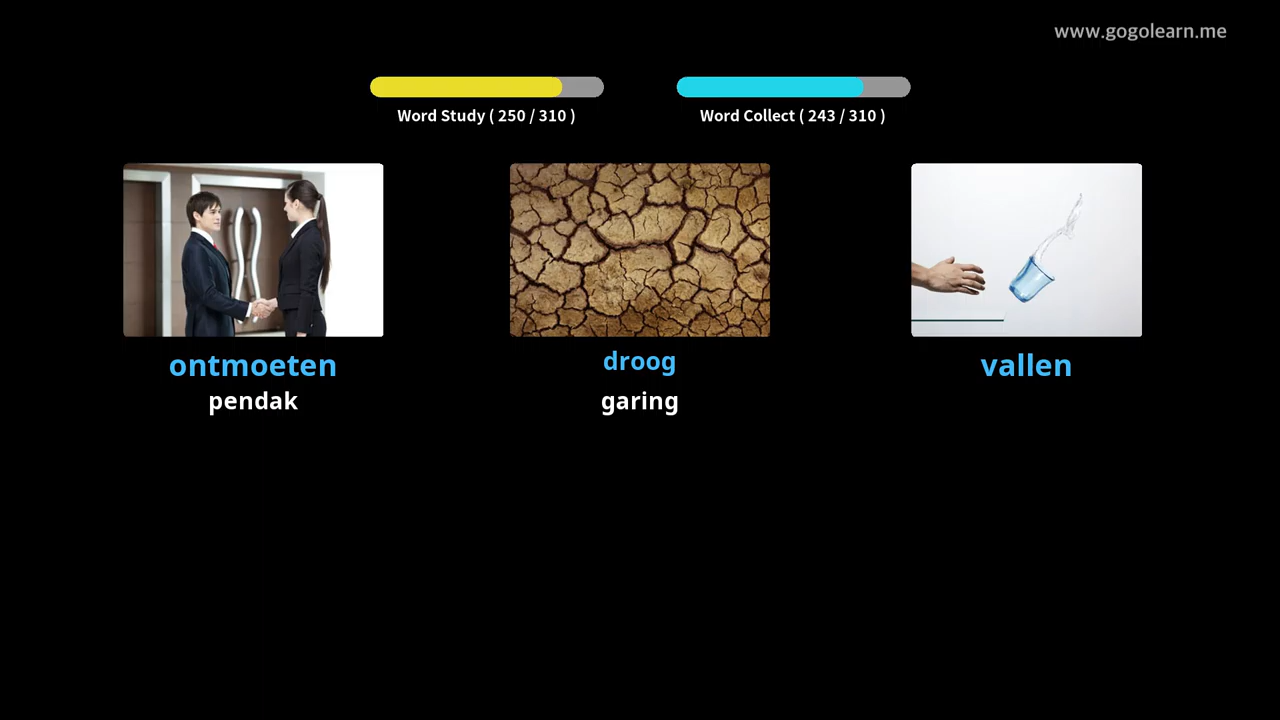 www.gogolearn.me
Word Study ( 250 / 310 )
Word Collect ( 243 / 310 )
ontmoeten
pendak
droog
garing
vallen